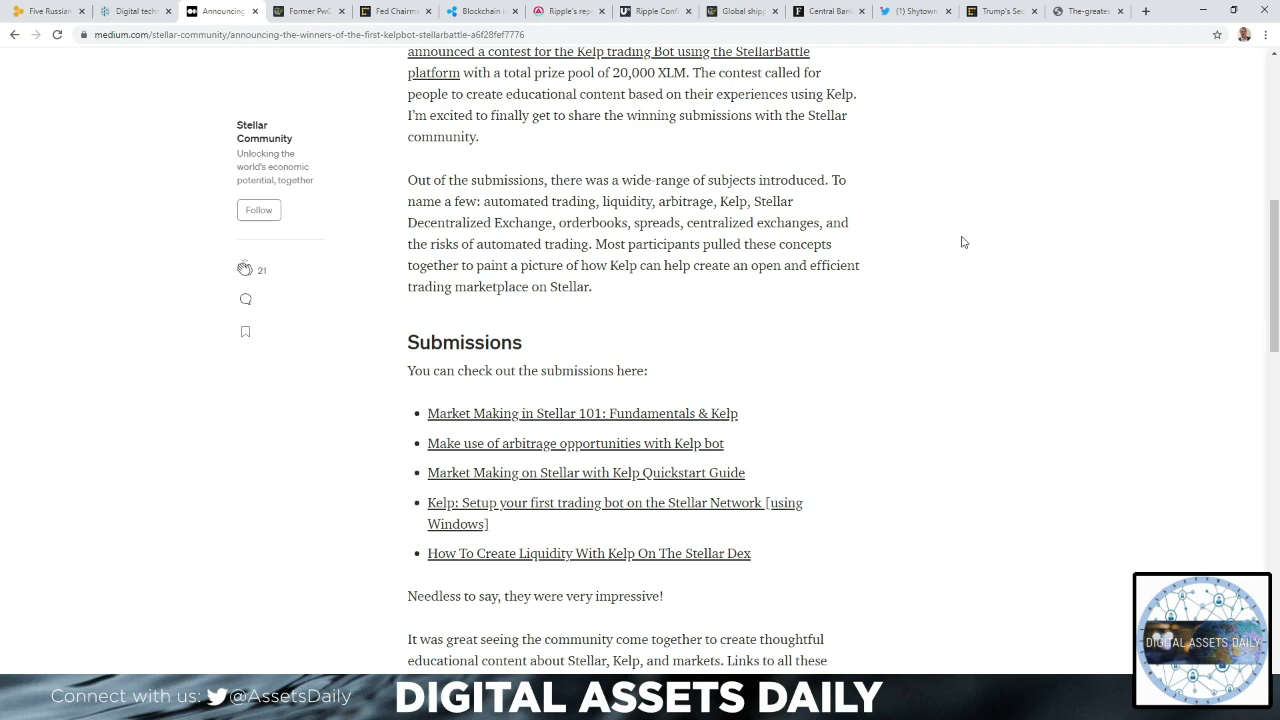 Five Russian
Digital Asset
Announcing
Former PwC
Fed Chairma
Blockchain
Ripple's rep
Ripple Conf
Global ship
Central Ban
(1) Shytown
Trump's Sec
The-greates
medium.com/stellar-community/announcing-the-winners-of-the-first-kelpbot-stellarbattle-a6f28fef7776
announced a contest for the Kelp trading Bot using the StellarBattle
platform with a total prize pool of 20,000 XLM. The contest called for
people to create educational content based on their experiences using Kelp.
I'm excited to finally get to share the winning submissions with the Stellar
community.
Stellar
Community
Unlocking the
world's economic
potential, together
Follow
21
Out of the submissions, there was a wide-range of subjects introduced. To
name a few: automated trading, liquidity, arbitrage, Kelp, Stellar
Decentralized Exchange, orderbooks, spreads, centralized exchanges, and
the risks of automated trading. Most participants pulled these concepts
together to paint a picture of how Kelp can help create an open and efficient
trading marketplace on Stellar.
Submissions
You can check out the submissions here:
Market Making in Stellar 101: Fundamentals & Kelp
Make use of arbitrage opportunities with Kelp bot
Market Making on Stellar with Kelp Quickstart Guide
Kelp: Setup your first trading bot on the Stellar Network [using
Windows]
How To Create Liquidity With Kelp On The Stellar Dex
Needless to say, they were very impressive!
It was great seeing the community come together to create thoughtful
educational content about Stellar, Kelp, and markets. Links to all these
DIGITAL ASSETS DAILY
Connect with us: @AssetsDaily
DIGITAL ASSETS DAILY